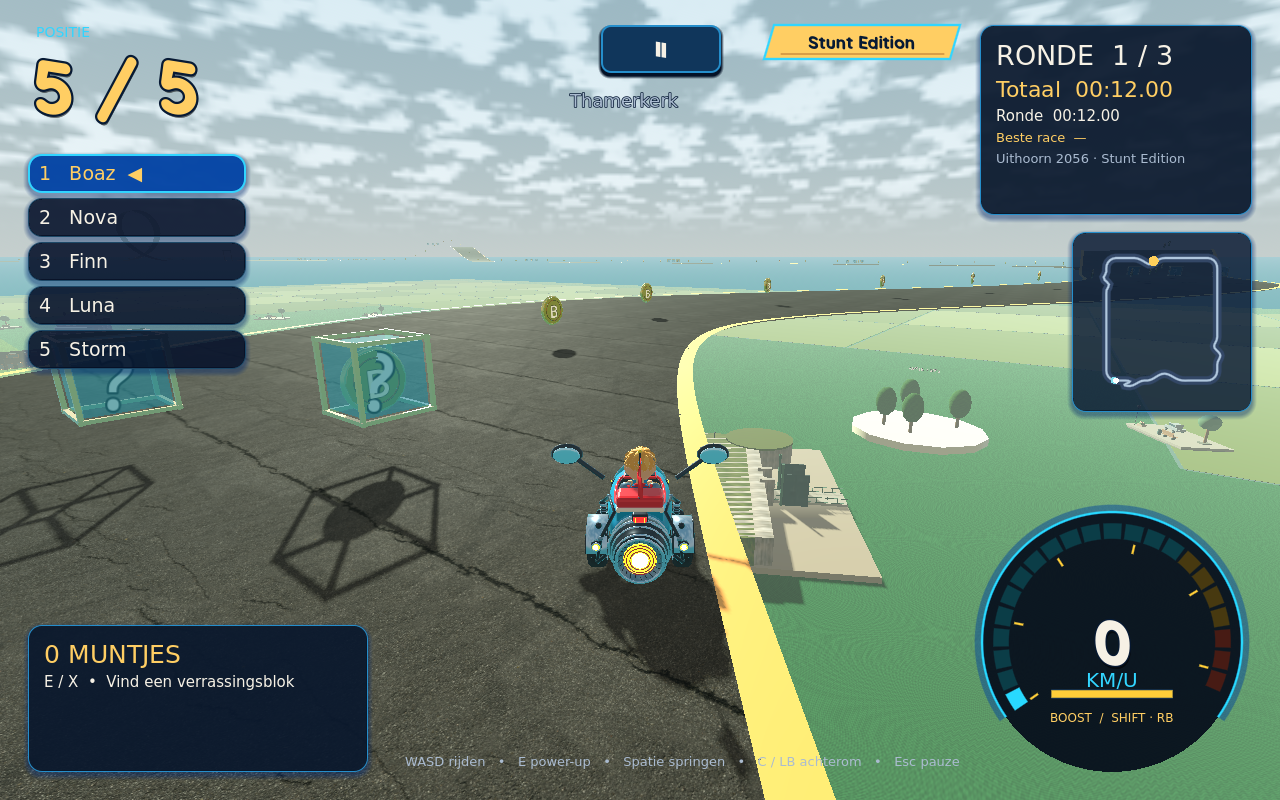 POSITIE
5 / 5
1 Boaz ◀
2 Nova
3 Finn
4 Luna
5 Storm
Thamerkerk
Stunt Edition
RONDE 1 / 3
Totaal 00:12.00
Ronde 00:12.00
Beste race —
Uithoorn 2056 · Stunt Edition
B
6
?
?
0 MUNTJES
E / X • Vind een verrassingsblok
0
KM/U
BOOST / SHIFT · RB
WASD rijden • E power-up • Spatie springen • C / LB achterom • Esc pauze